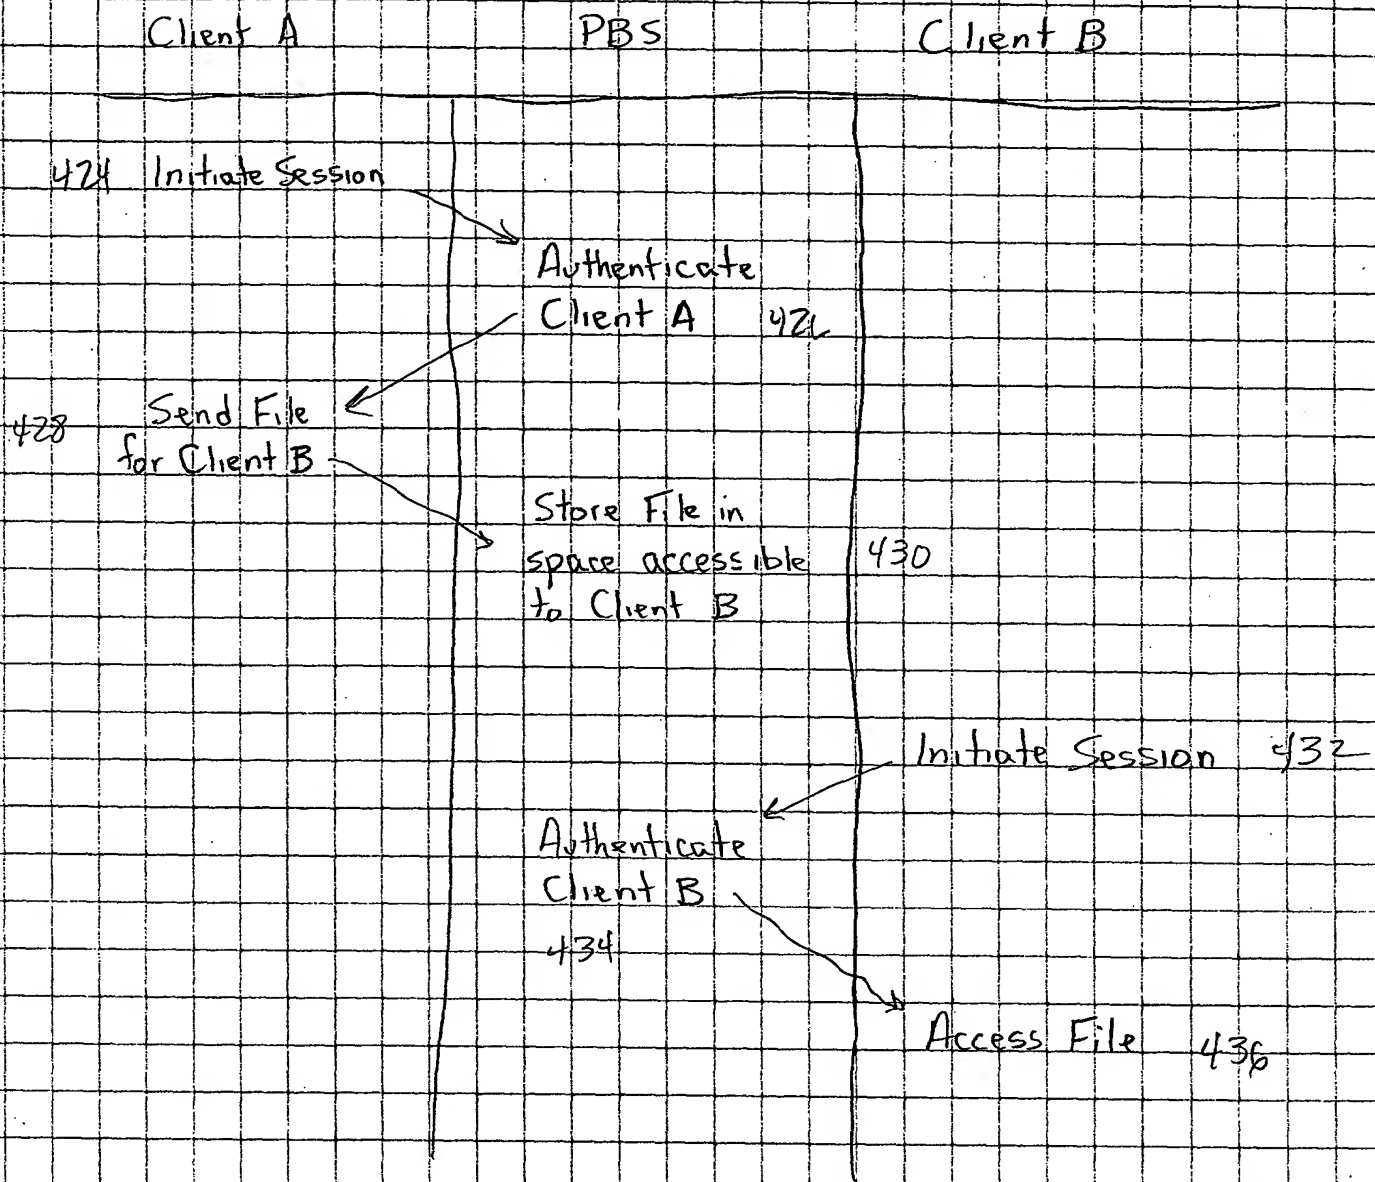 Client A PBS Client B
424 Initiate Session
Authenticate
Client A 426
Send File
428
for Client B
Store File in
space accessible 430
to Client B
Initiate Session 432
Authenticate
Client B
434
Access File 436